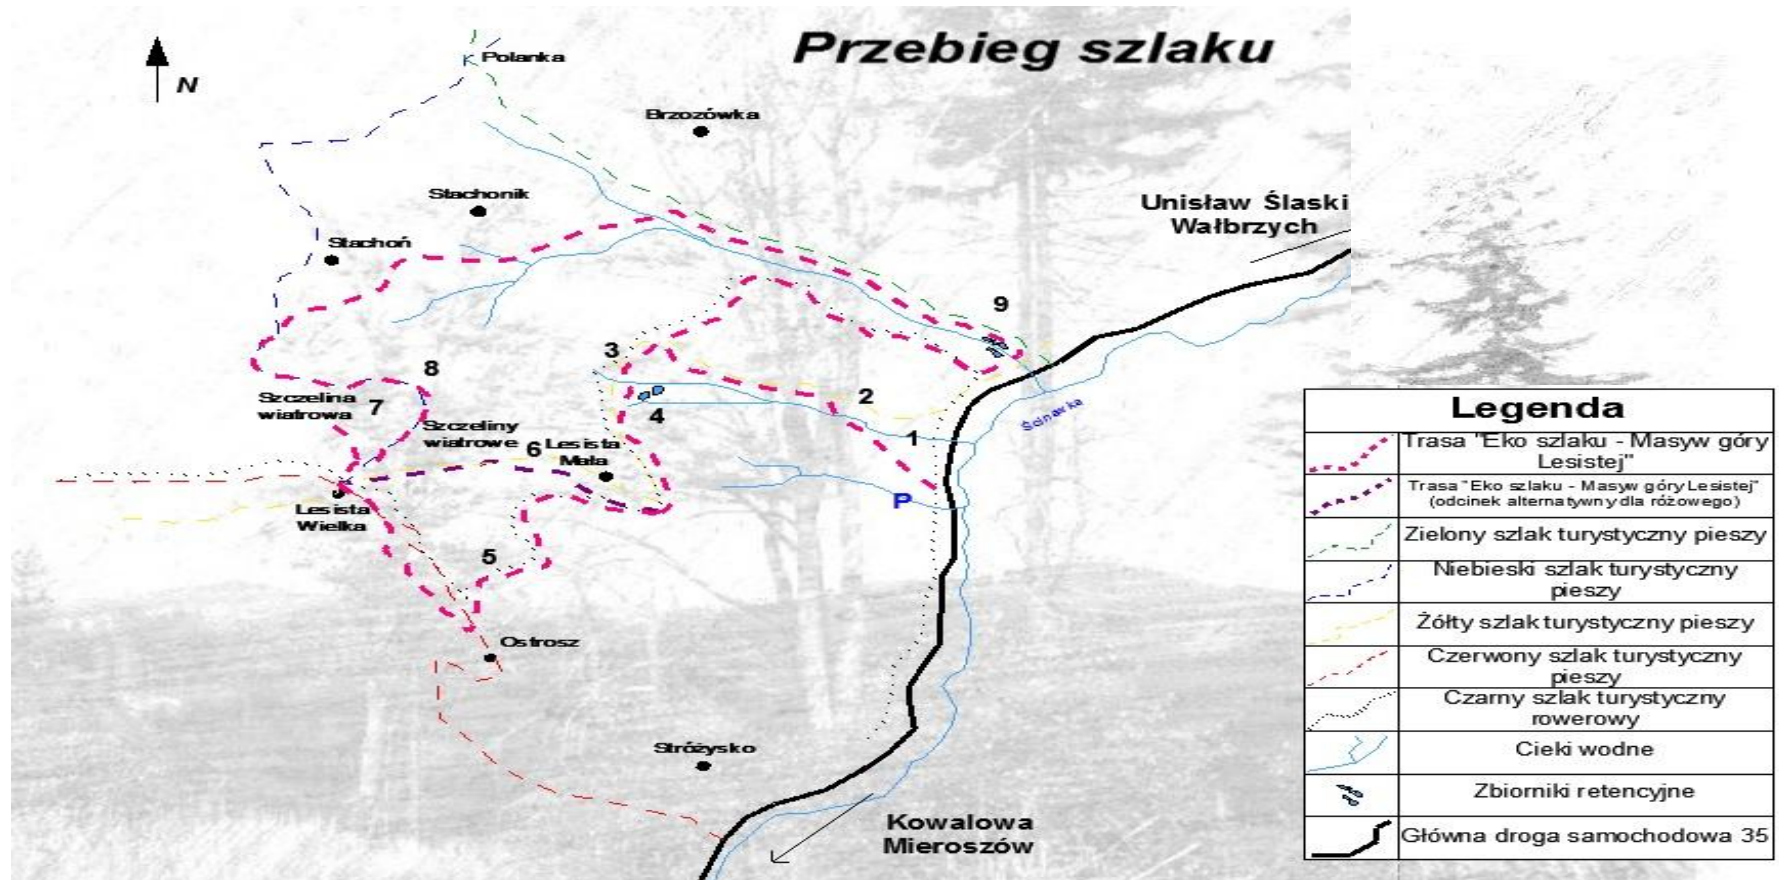 Przebieg szlaku
N
Polanka
Brzozówka
Stachonik
Unisław Ślaski
Wałbrzych
Stachoń
9
3
8
Szczelina
wiatrowa
7
2
4
Szczeliny
wiatrowe
1
6
Lesista
Mała
Ścinawka
P
Lesista
Wielka
5
Ostrosz
Stróżysko
Kowalowa
Mieroszów
Legenda
Trasa "Eko szlaku - Masyw góry
Lesistej"
Trasa "Eko szlaku - Masyw góry Lesistej"
(odcinek alternatywny dla różowego)
Zielony szlak turystyczny pieszy
Niebieski szlak turystyczny
pieszy
Żółty szlak turystyczny pieszy
Czerwony szlak turystyczny
pieszy
Czarny szlak turystyczny
rowerowy
Cieki wodne
Zbiorniki retencyjne
Główna droga samochodowa 35